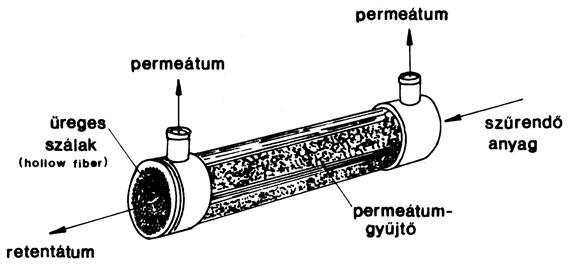 permeátum
permeátum
üreges
szálak
(hollow fiber)
szűrendő
anyag
permeátum-
gyűjtő
retentátum